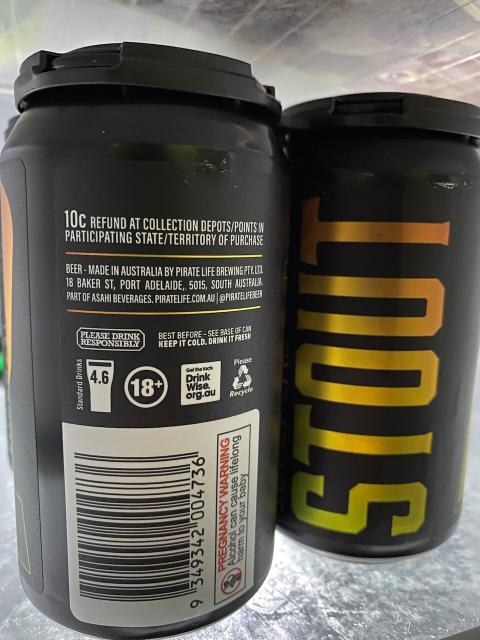 10c REFUND AT COLLECTION DEPOTS/POINTS IN
PARTICIPATING STATE/TERRITORY OF PURCHASE
BEER - MADE IN AUSTRALIA BY PIRATE LIFE BREWING PTY. LTD.
18 BAKER ST, PORT ADELAIDE, 5015, SOUTH AUSTRALIA.
PART OF ASAHI BEVERAGES. PIRATELIFE.COM.AU | @PIRATELIFEBEER
PLEASE DRINK
RESPONSIBLY
BEST BEFORE - SEE BASE OF CAN
KEEP IT COLD, DRINK IT FRESH
Standard Drinks
4.6
18+
Get the facts
Drink
Wise.
org.au
Please
Recycle
9 349342 004736
PREGNANCY WARNING
Alcohol can cause lifelong
harm to your baby
STOUT